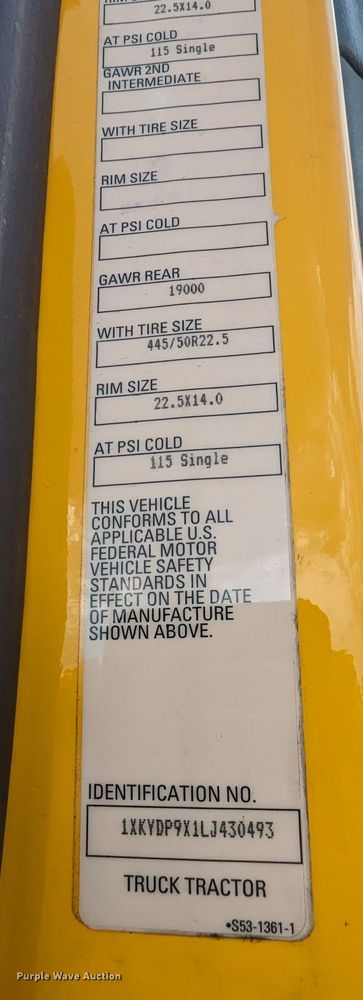 22.5X14.0
AT PSI COLD
115 Single
GAWR 2ND
INTERMEDIATE
WITH TIRE SIZE
RIM SIZE
AT PSI COLD
GAWR REAR
19000
WITH TIRE SIZE
445/50R22.5
RIM SIZE
22.5X14.0
AT PSI COLD
115 Single
THIS VEHICLE
CONFORMS TO ALL
APPLICABLE U.S.
FEDERAL MOTOR
VEHICLE SAFETY
STANDARDS IN
EFFECT ON THE DATE
OF MANUFACTURE
SHOWN ABOVE.
IDENTIFICATION NO.
1XKYDP9X1LJ430493
TRUCK TRACTOR
•S53-1361-1
Purple Wave Auction